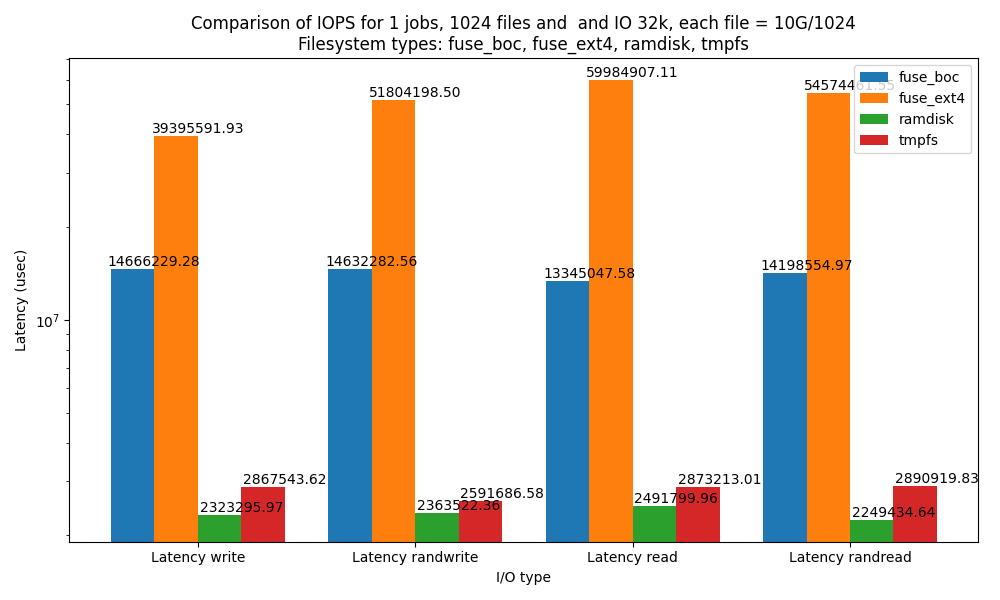 Comparison of IOPS for 1 jobs, 1024 files and  and IO 32k, each file = 10G/1024
Filesystem types: fuse_boc, fuse_ext4, ramdisk, tmpfs
fuse_boc
fuse_ext4
ramdisk
tmpfs
Latency (usec)
10^7
14666229.28
39395591.93
2323295.97
2867543.62
14632282.56
51804198.50
2363522.36
2591686.58
13345047.58
59984907.11
2491799.96
2873213.01
14198554.97
54574461.55
2249434.64
2890919.83
Latency write
Latency randwrite
Latency read
Latency randread
I/O type